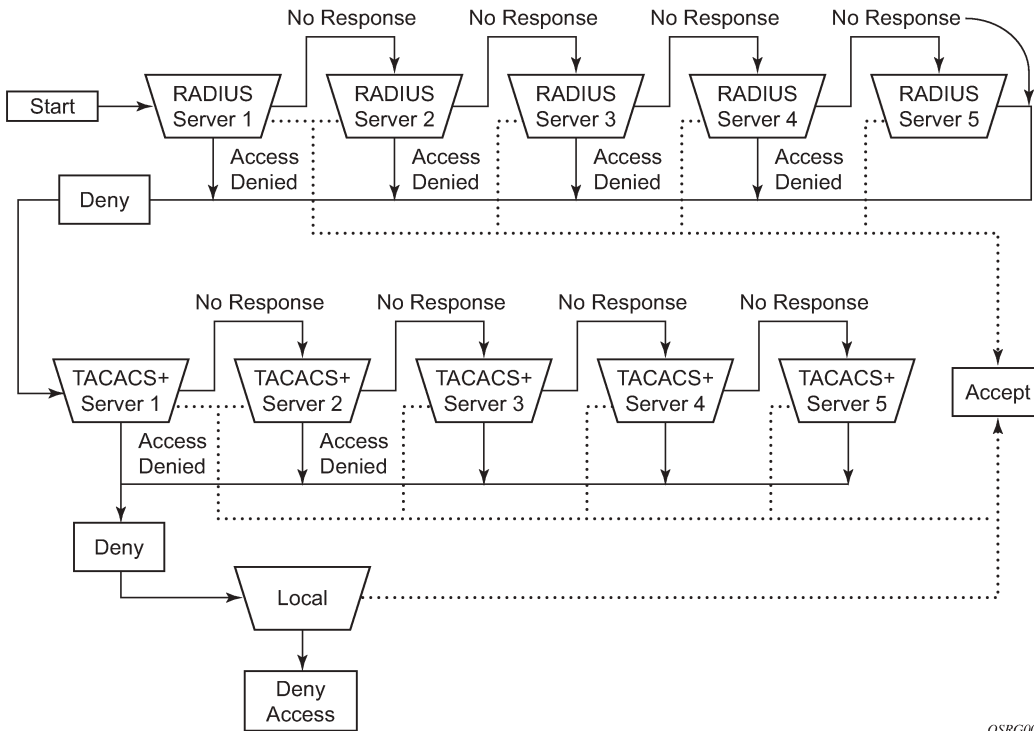 No Response
No Response
No Response
No Response
Start
RADIUS
Server 1
RADIUS
Server 2
RADIUS
Server 3
RADIUS
Server 4
RADIUS
Server 5
Access
Denied
Access
Denied
Access
Denied
Access
Denied
Deny
No Response
No Response
No Response
No Response
TACACS+
Server 1
TACACS+
Server 2
TACACS+
Server 3
TACACS+
Server 4
TACACS+
Server 5
Accept
Access
Denied
Access
Denied
Deny
Local
Deny
Access